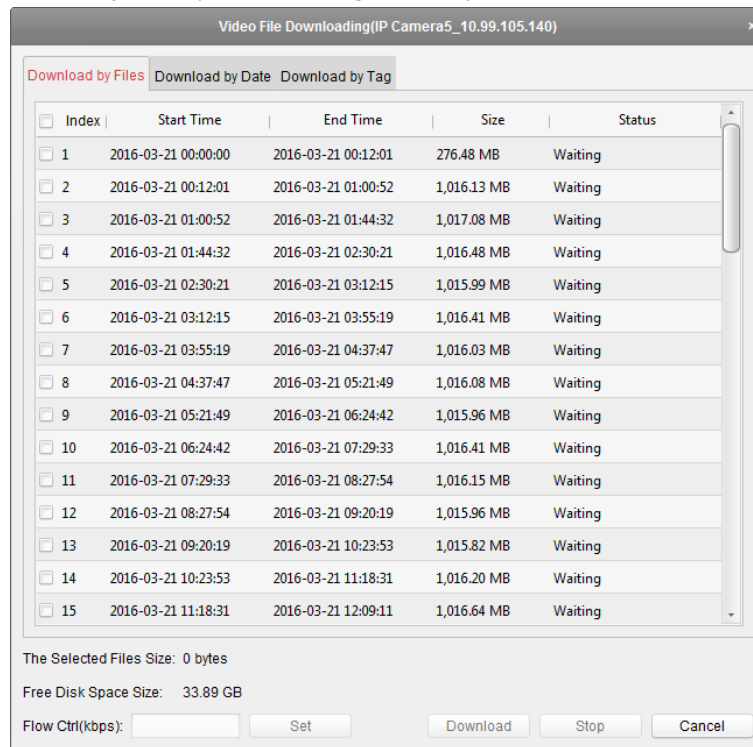 Video File Downloading(IP Camera5_10.99.105.140)
Download by Files Download by Date Download by Tag
Index Start Time End Time Size Status
1 2016-03-21 00:00:00 2016-03-21 00:12:01 276.48 MB Waiting
2 2016-03-21 00:12:01 2016-03-21 01:00:52 1,016.13 MB Waiting
3 2016-03-21 01:00:52 2016-03-21 01:44:32 1,017.08 MB Waiting
4 2016-03-21 01:44:32 2016-03-21 02:30:21 1,016.48 MB Waiting
5 2016-03-21 02:30:21 2016-03-21 03:12:15 1,015.99 MB Waiting
6 2016-03-21 03:12:15 2016-03-21 03:55:19 1,016.41 MB Waiting
7 2016-03-21 03:55:19 2016-03-21 04:37:47 1,016.03 MB Waiting
8 2016-03-21 04:37:47 2016-03-21 05:21:49 1,016.08 MB Waiting
9 2016-03-21 05:21:49 2016-03-21 06:24:42 1,015.96 MB Waiting
10 2016-03-21 06:24:42 2016-03-21 07:29:33 1,016.41 MB Waiting
11 2016-03-21 07:29:33 2016-03-21 08:27:54 1,016.15 MB Waiting
12 2016-03-21 08:27:54 2016-03-21 09:20:19 1,015.96 MB Waiting
13 2016-03-21 09:20:19 2016-03-21 10:23:53 1,015.82 MB Waiting
14 2016-03-21 10:23:53 2016-03-21 11:18:31 1,016.20 MB Waiting
15 2016-03-21 11:18:31 2016-03-21 12:09:11 1,016.64 MB Waiting
The Selected Files Size: 0 bytes
Free Disk Space Size: 33.89 GB
Flow Ctrl(kbps): Set Download Stop Cancel